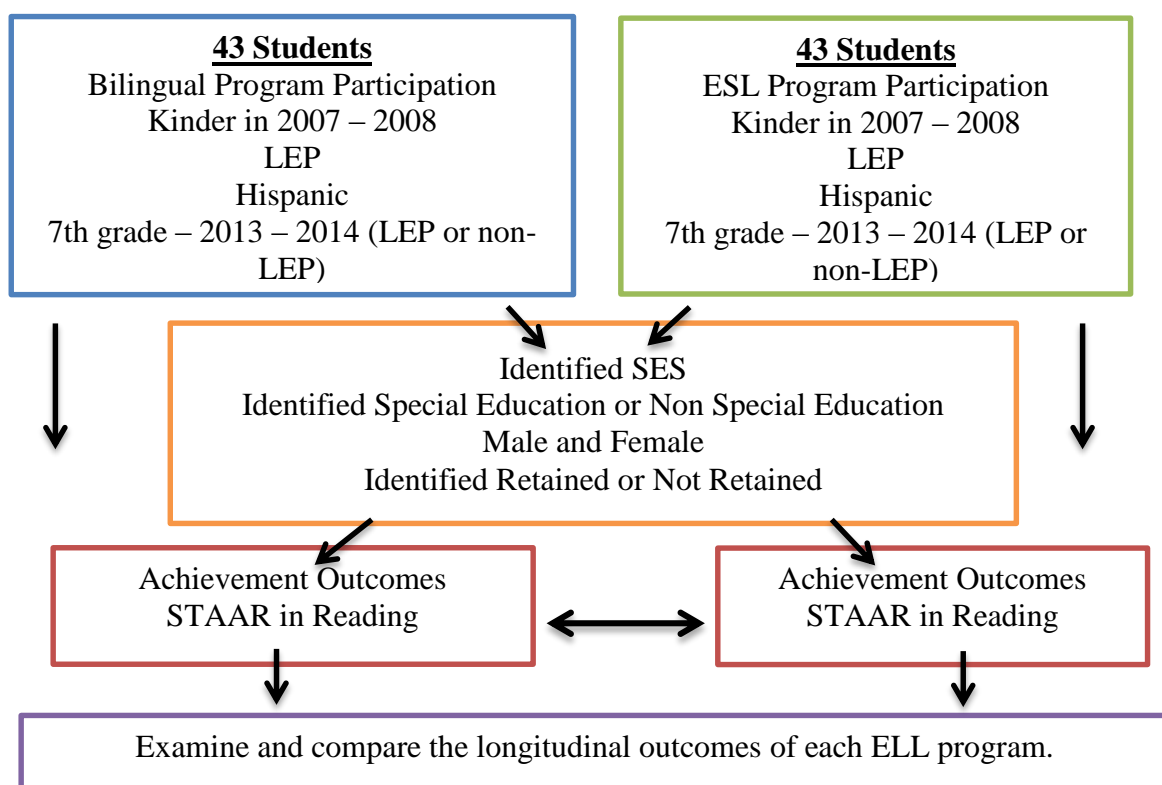 43 Students
Bilingual Program Participation
Kinder in 2007 – 2008
LEP
Hispanic
7th grade – 2013 – 2014 (LEP or non-
LEP)
43 Students
ESL Program Participation
Kinder in 2007 – 2008
LEP
Hispanic
7th grade – 2013 – 2014 (LEP or
non-LEP)
Identified SES
Identified Special Education or Non Special Education
Male and Female
Identified Retained or Not Retained
Achievement Outcomes
STAAR in Reading
Achievement Outcomes
STAAR in Reading
Examine and compare the longitudinal outcomes of each ELL program.